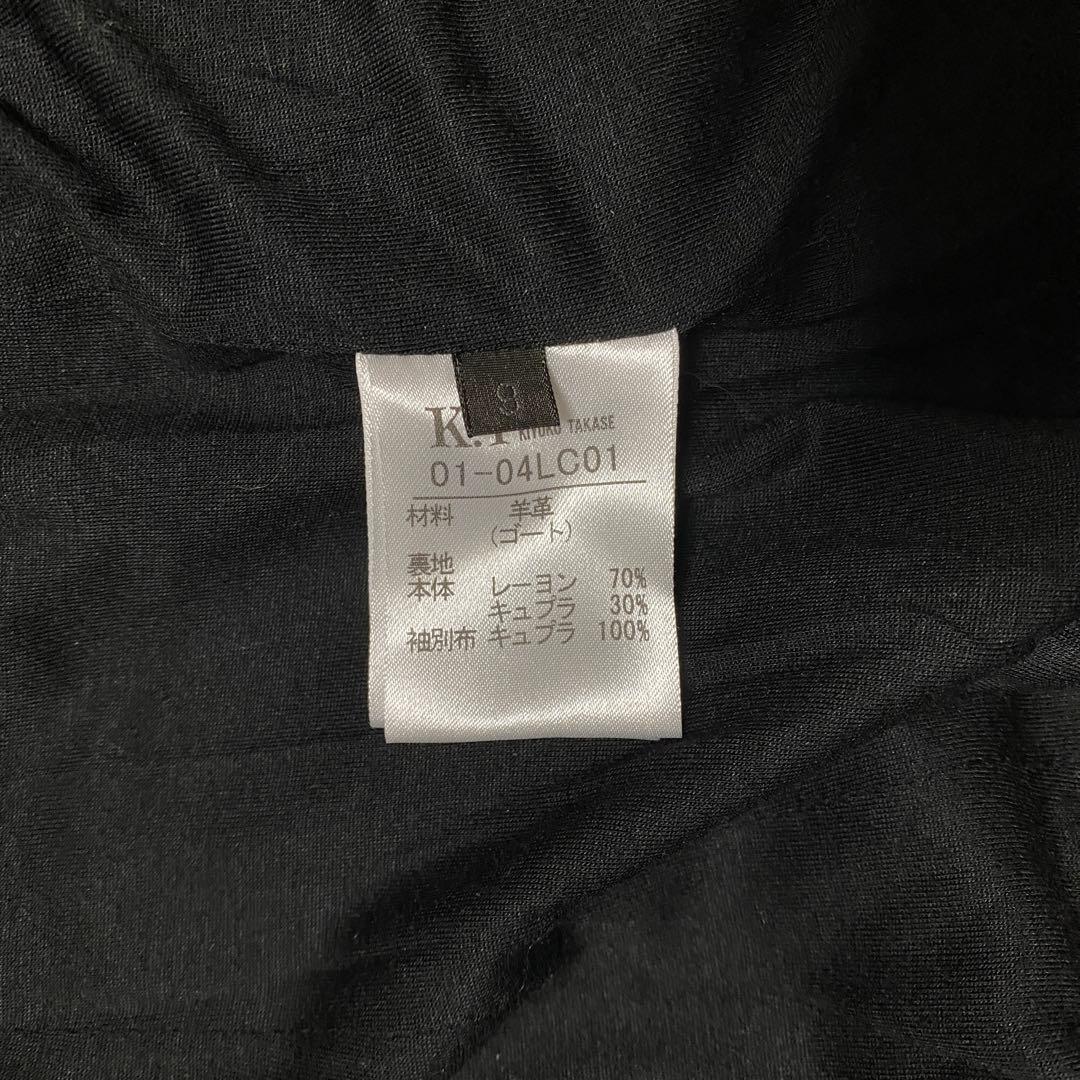 9
K.T KIYOKO TAKASE
01-04LC01
材料 羊革
(ゴート)
裏地
本体 レーヨン 70%
キュプラ 30%
袖別布 キュプラ 100%